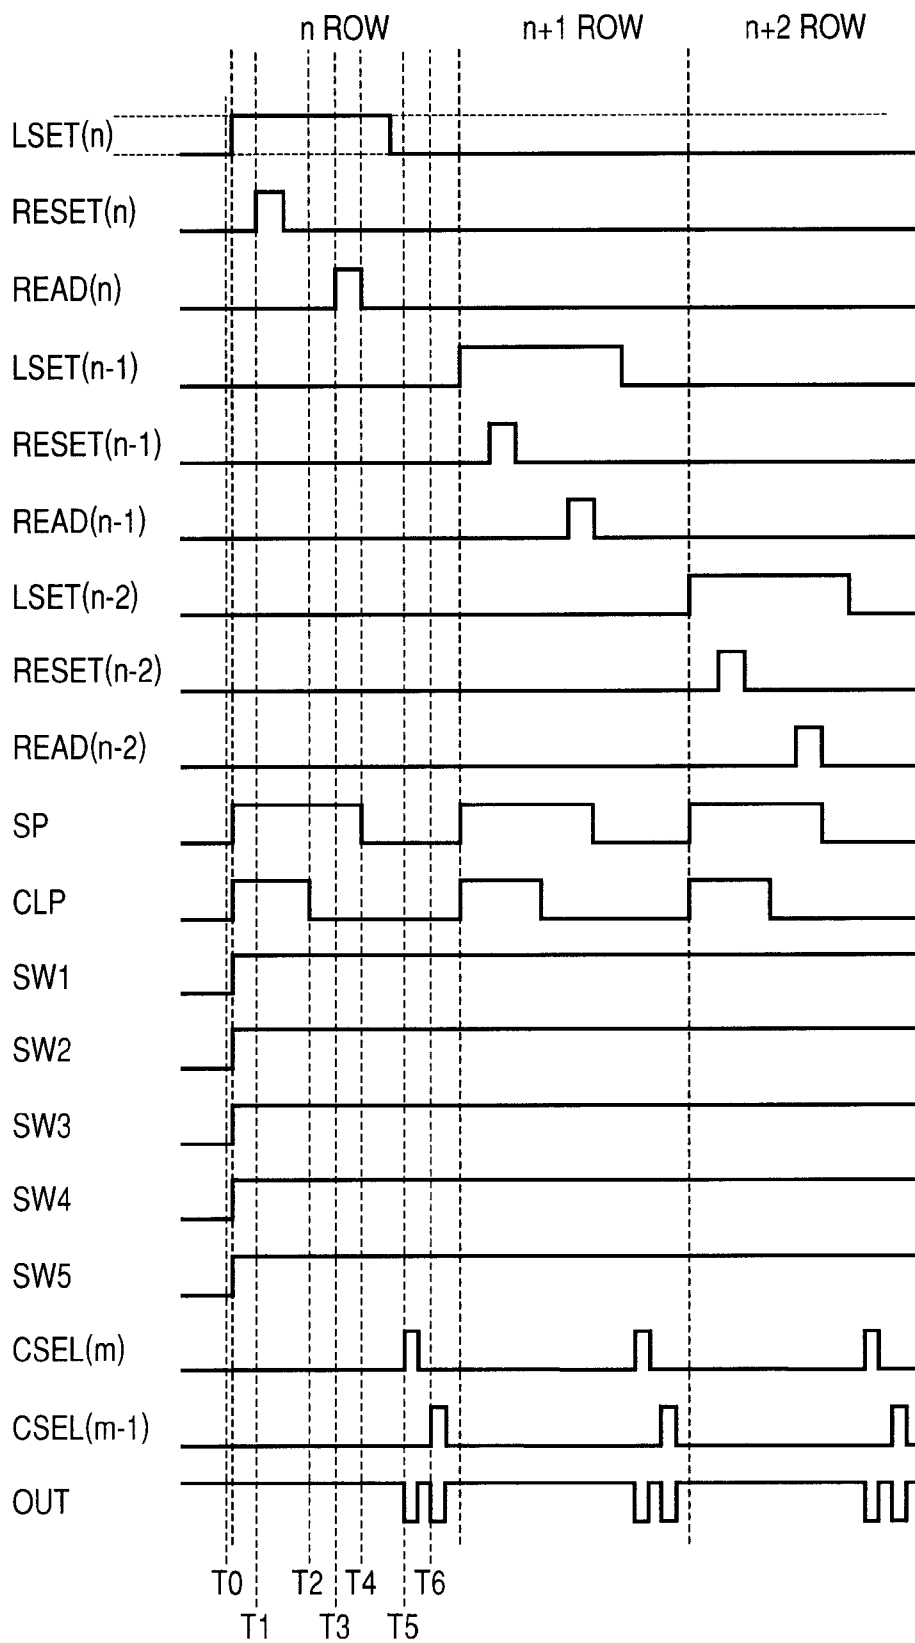 n ROW n+1 ROW n+2 ROW
LSET(n)
RESET(n)
READ(n)
LSET(n-1)
RESET(n-1)
READ(n-1)
LSET(n-2)
RESET(n-2)
READ(n-2)
SP
CLP
SW1
SW2
SW3
SW4
SW5
CSEL(m)
CSEL(m-1)
OUT
T0 T2 T4 T6
T1 T3 T5